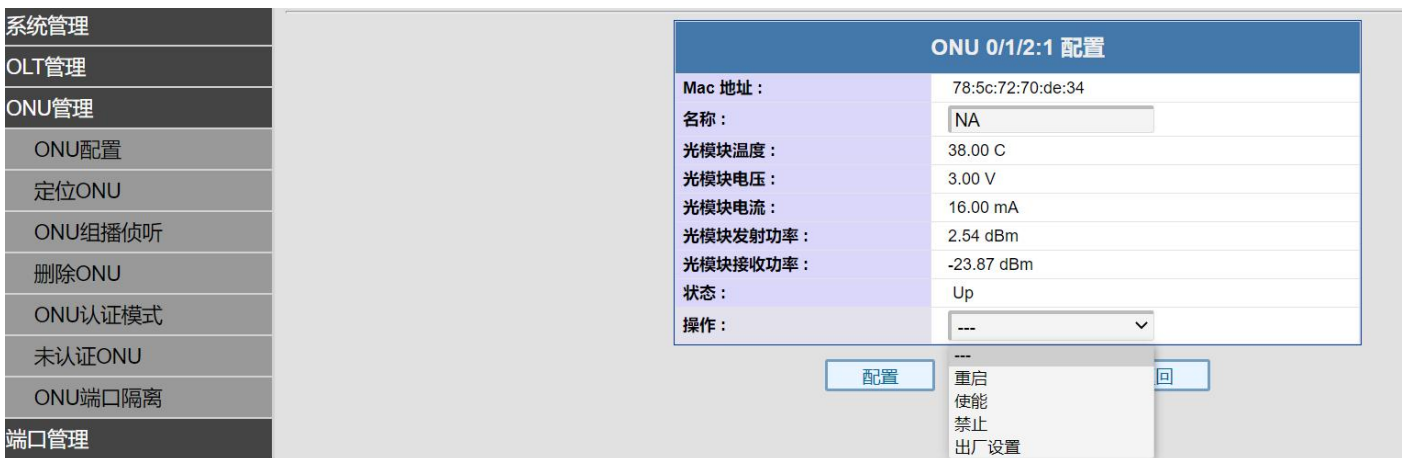 系统管理
OLT管理
ONU管理
ONU配置
定位ONU
ONU组播侦听
删除ONU
ONU认证模式
未认证ONU
ONU端口隔离
端口管理
ONU 0/1/2:1 配置
Mac 地址： 78:5c:72:70:de:34
名称： NA
光模块温度： 38.00 C
光模块电压： 3.00 V
光模块电流： 16.00 mA
光模块发射功率： 2.54 dBm
光模块接收功率： -23.87 dBm
状态： Up
操作： ---
---
配置 重启 回
使能
禁止
出厂设置